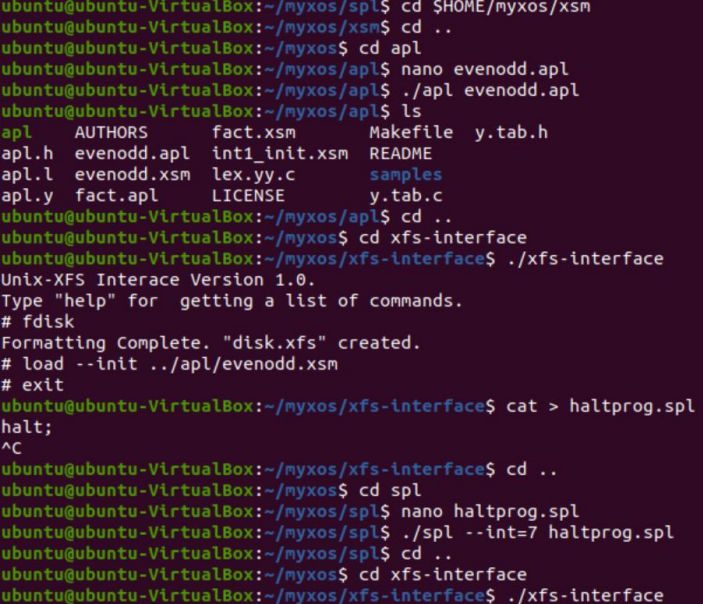 ubuntu@ubuntu-VirtualBox:~/myxos/spl$ cd $HOME/myxos/xsm
ubuntu@ubuntu-VirtualBox:~/myxos/xsm$ cd ..
ubuntu@ubuntu-VirtualBox:~/myxos$ cd apl
ubuntu@ubuntu-VirtualBox:~/myxos/apl$ nano evenodd.apl
ubuntu@ubuntu-VirtualBox:~/myxos/apl$ ./apl evenodd.apl
ubuntu@ubuntu-VirtualBox:~/myxos/apl$ ls
apl    AUTHORS      fact.xsm       Makefile  y.tab.h
apl.h  evenodd.apl  int1_init.xsm  README
apl.l  evenodd.xsm  lex.yy.c       samples
apl.y  fact.apl     LICENSE        y.tab.c
ubuntu@ubuntu-VirtualBox:~/myxos/apl$ cd ..
ubuntu@ubuntu-VirtualBox:~/myxos$ cd xfs-interface
ubuntu@ubuntu-VirtualBox:~/myxos/xfs-interface$ ./xfs-interface
Unix-XFS Interace Version 1.0.
Type "help" for  getting a list of commands.
# fdisk
Formatting Complete. "disk.xfs" created.
# load --init ../apl/evenodd.xsm
# exit
ubuntu@ubuntu-VirtualBox:~/myxos/xfs-interface$ cat > haltprog.spl
halt;
^C
ubuntu@ubuntu-VirtualBox:~/myxos/xfs-interface$ cd ..
ubuntu@ubuntu-VirtualBox:~/myxos$ cd spl
ubuntu@ubuntu-VirtualBox:~/myxos/spl$ nano haltprog.spl
ubuntu@ubuntu-VirtualBox:~/myxos/spl$ ./spl --int=7 haltprog.spl
ubuntu@ubuntu-VirtualBox:~/myxos/spl$ cd ..
ubuntu@ubuntu-VirtualBox:~/myxos$ cd xfs-interface
ubuntu@ubuntu-VirtualBox:~/myxos/xfs-interface$ ./xfs-interface